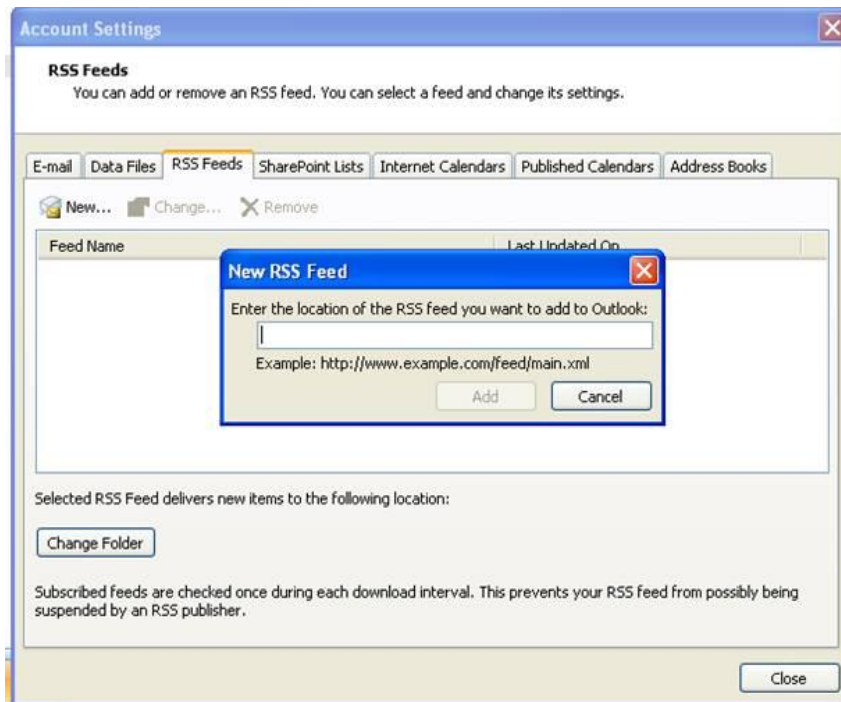 Account Settings
RSS Feeds
You can add or remove an RSS feed. You can select a feed and change its settings.
E-mail Data Files RSS Feeds SharePoint Lists Internet Calendars Published Calendars Address Books
New... Change... Remove
Feed Name Last Updated On
New RSS Feed
Enter the location of the RSS feed you want to add to Outlook:
Example: http://www.example.com/feed/main.xml
Add Cancel
Selected RSS Feed delivers new items to the following location:
Change Folder
Subscribed feeds are checked once during each download interval. This prevents your RSS feed from possibly being
suspended by an RSS publisher.
Close